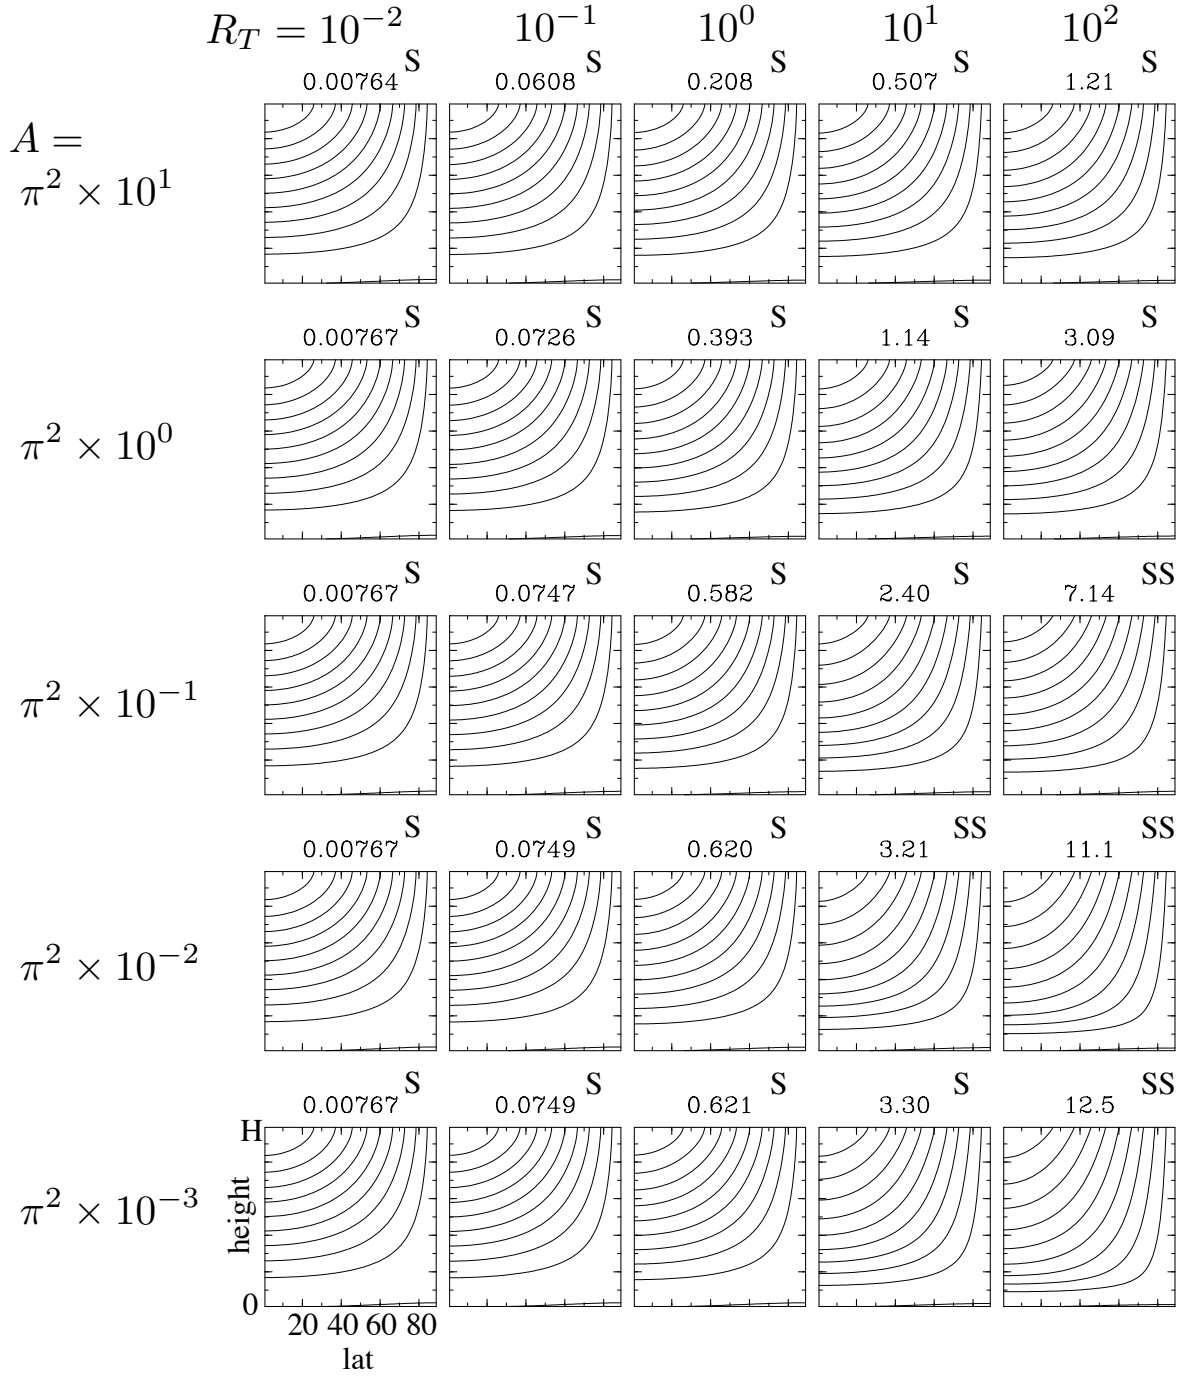 R_T = 10^{-2} 10^{-1} 10^0 10^1 10^2
S S S S S
0.00764 0.0608 0.208 0.507 1.21
A =
π^2 × 10^1
S S S S S
0.00767 0.0726 0.393 1.14 3.09
π^2 × 10^0
S S S S SS
0.00767 0.0747 0.582 2.40 7.14
π^2 × 10^{-1}
S S S SS SS
0.00767 0.0749 0.620 3.21 11.1
π^2 × 10^{-2}
S S S S SS
0.00767 0.0749 0.621 3.30 12.5
H
π^2 × 10^{-3}
height
0
20 40 60 80
lat